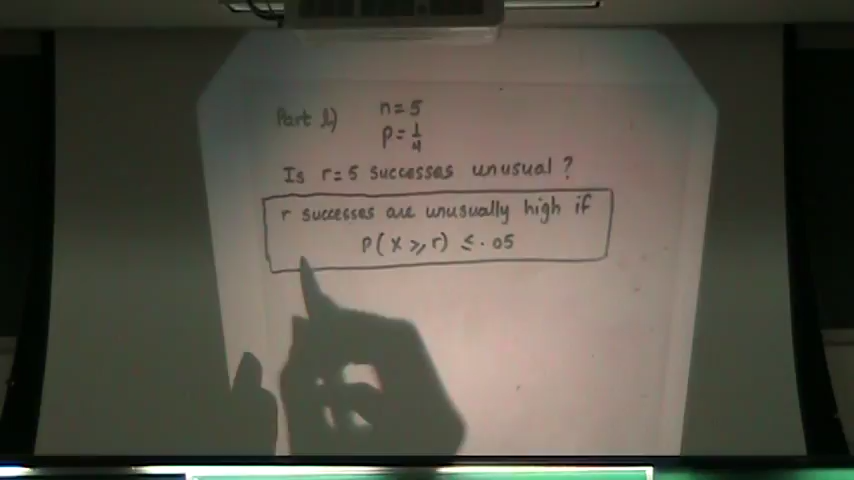 Part b) n=5
p=1/4
Is r=5 successes unusual?
r successes are unusually high if
P(x ≥ r) ≤ .05